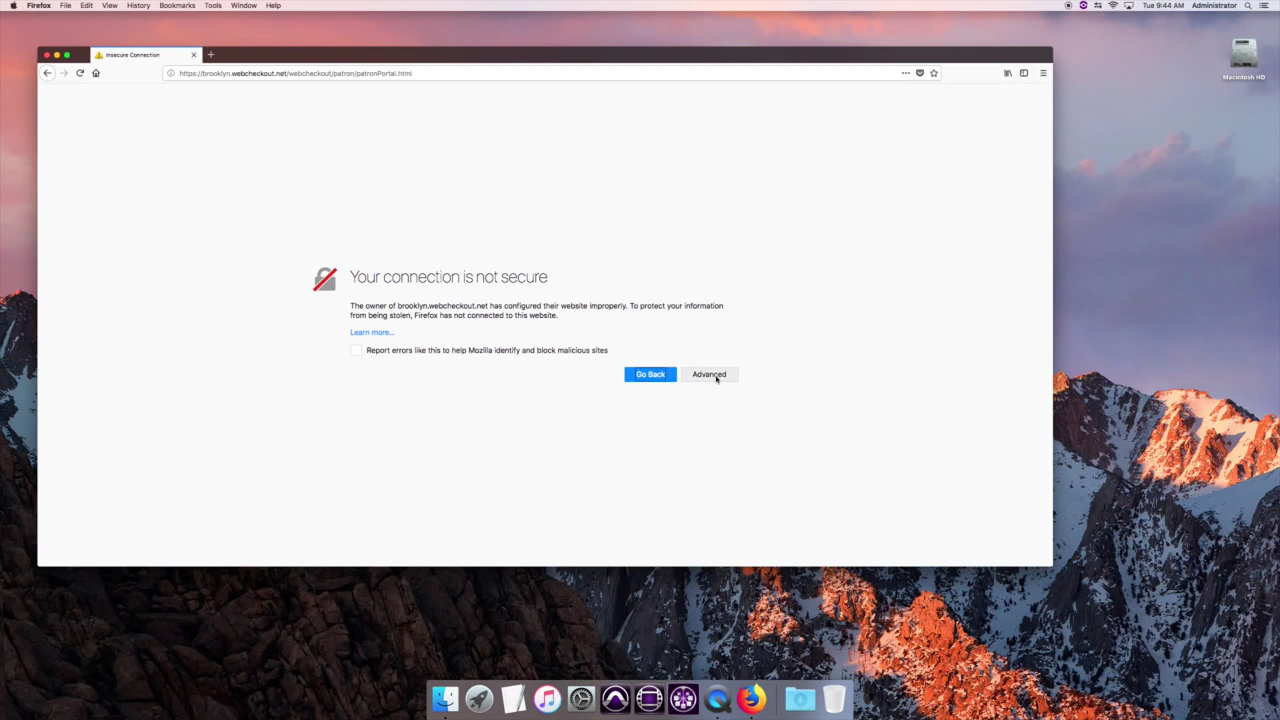 Firefox File Edit View History Bookmarks Tools Window Help
Tue 9:44 AM Administrator
Insecure Connection
https://brooklyn.webcheckout.net/webcheckout/patron/patronPortal.html
Macintosh HD
Your connection is not secure
The owner of brooklyn.webcheckout.net has configured their website improperly. To protect your information
from being stolen, Firefox has not connected to this website.
Learn more...
Report errors like this to help Mozilla identify and block malicious sites
Go Back Advanced